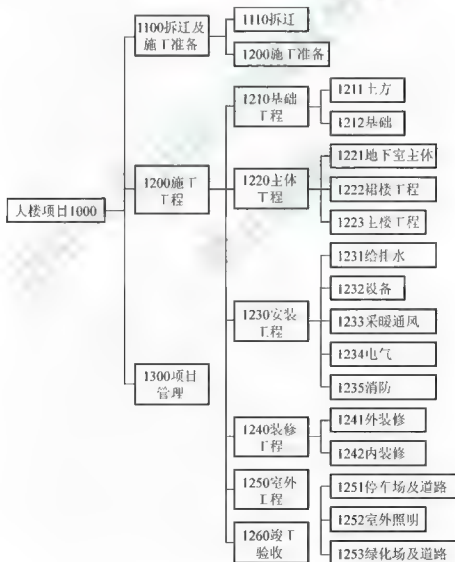 1100拆迁及
施工准备
1110拆迁
1200施工准备
大楼项目1000
1200施工
工程
1210基础
工程
1211土方
1212基础
1220主体
工程
1221地下室主体
1222裙楼工程
1223主楼工程
1230安装
工程
1231给排水
1232设备
1233采暖通风
1234电气
1235消防
1240装修
工程
1241外装修
1242内装修
1250室外
工程
1251停车场及道路
1252室外照明
1253绿化场及道路
1260竣工
验收
1300项目
管理